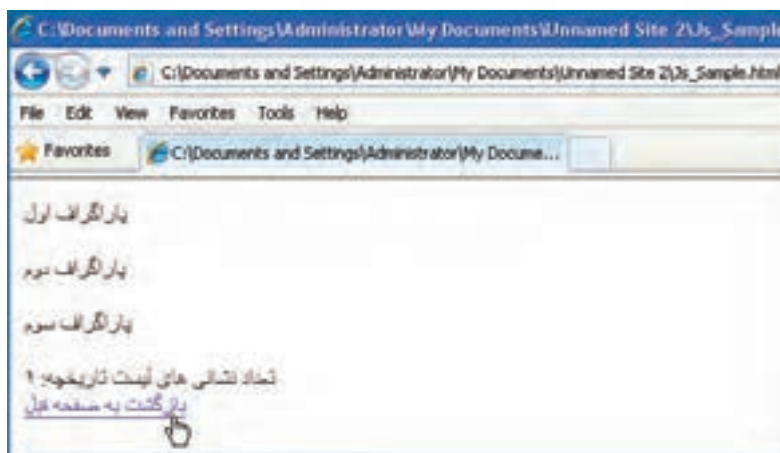 C:\Documents and Settings\Administrator\My Documents\Unnamed Site 2\Js_Sample
C:\Documents and Settings\Administrator\My Documents\Unnamed Site 2\Js_Sample.html
File Edit View Favorites Tools Help
Favorites C:\Documents and Settings\Administrator\My Docume...
پاراگراف اول
پاراگراف دوم
پاراگراف سوم
تعداد نشانی های لیست تاریخچه: ۱
بازگشت به صفحه قبل